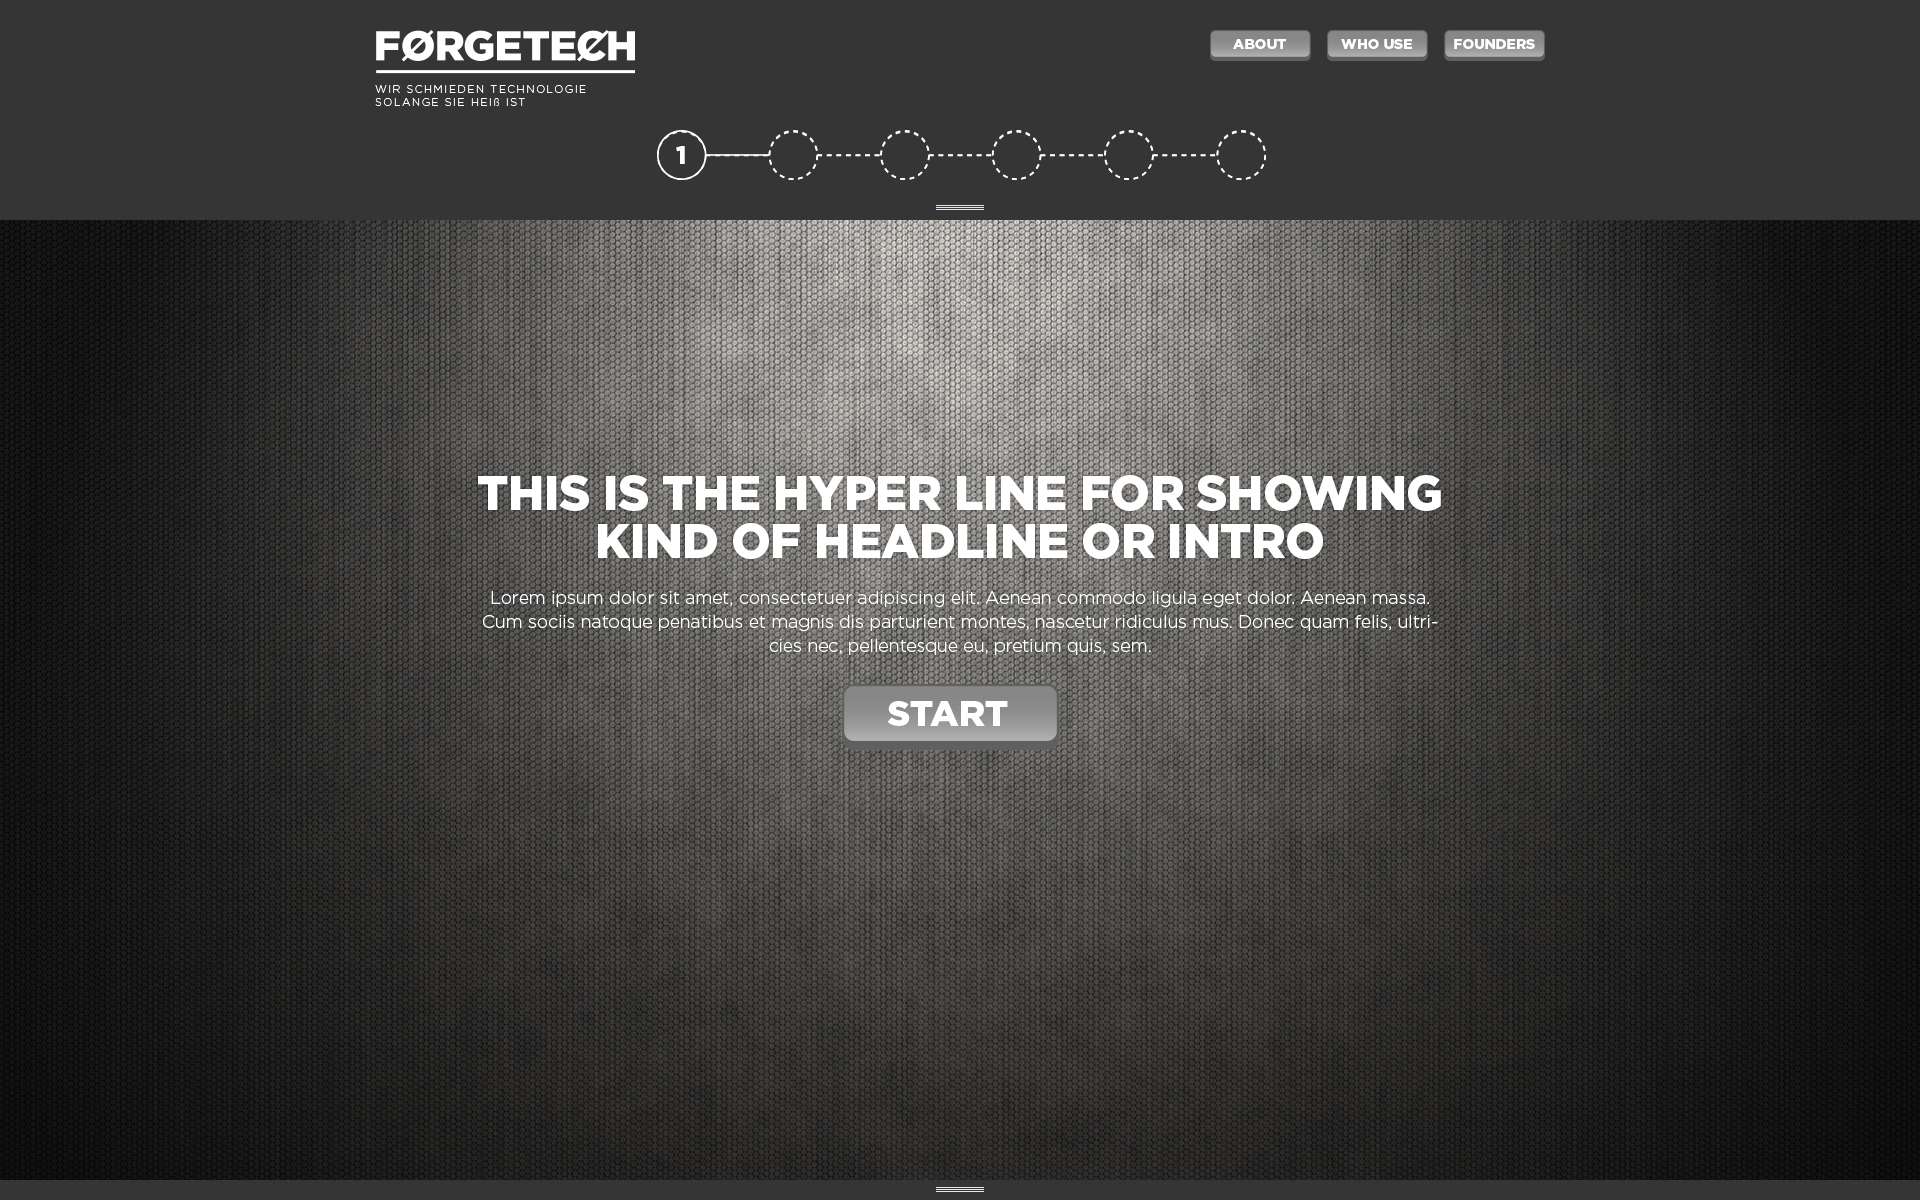 FØRGETECH
WIR SCHMIEDEN TECHNOLOGIE
SOLANGE SIE HEIß IST
ABOUT
WHO USE
FOUNDERS
1
THIS IS THE HYPER LINE FOR SHOWING
KIND OF HEADLINE OR INTRO
Lorem ipsum dolor sit amet, consectetuer adipiscing elit. Aenean commodo ligula eget dolor. Aenean massa.
Cum sociis natoque penatibus et magnis dis parturient montes, nascetur ridiculus mus. Donec quam felis, ultri-
cies nec, pellentesque eu, pretium quis, sem.
START